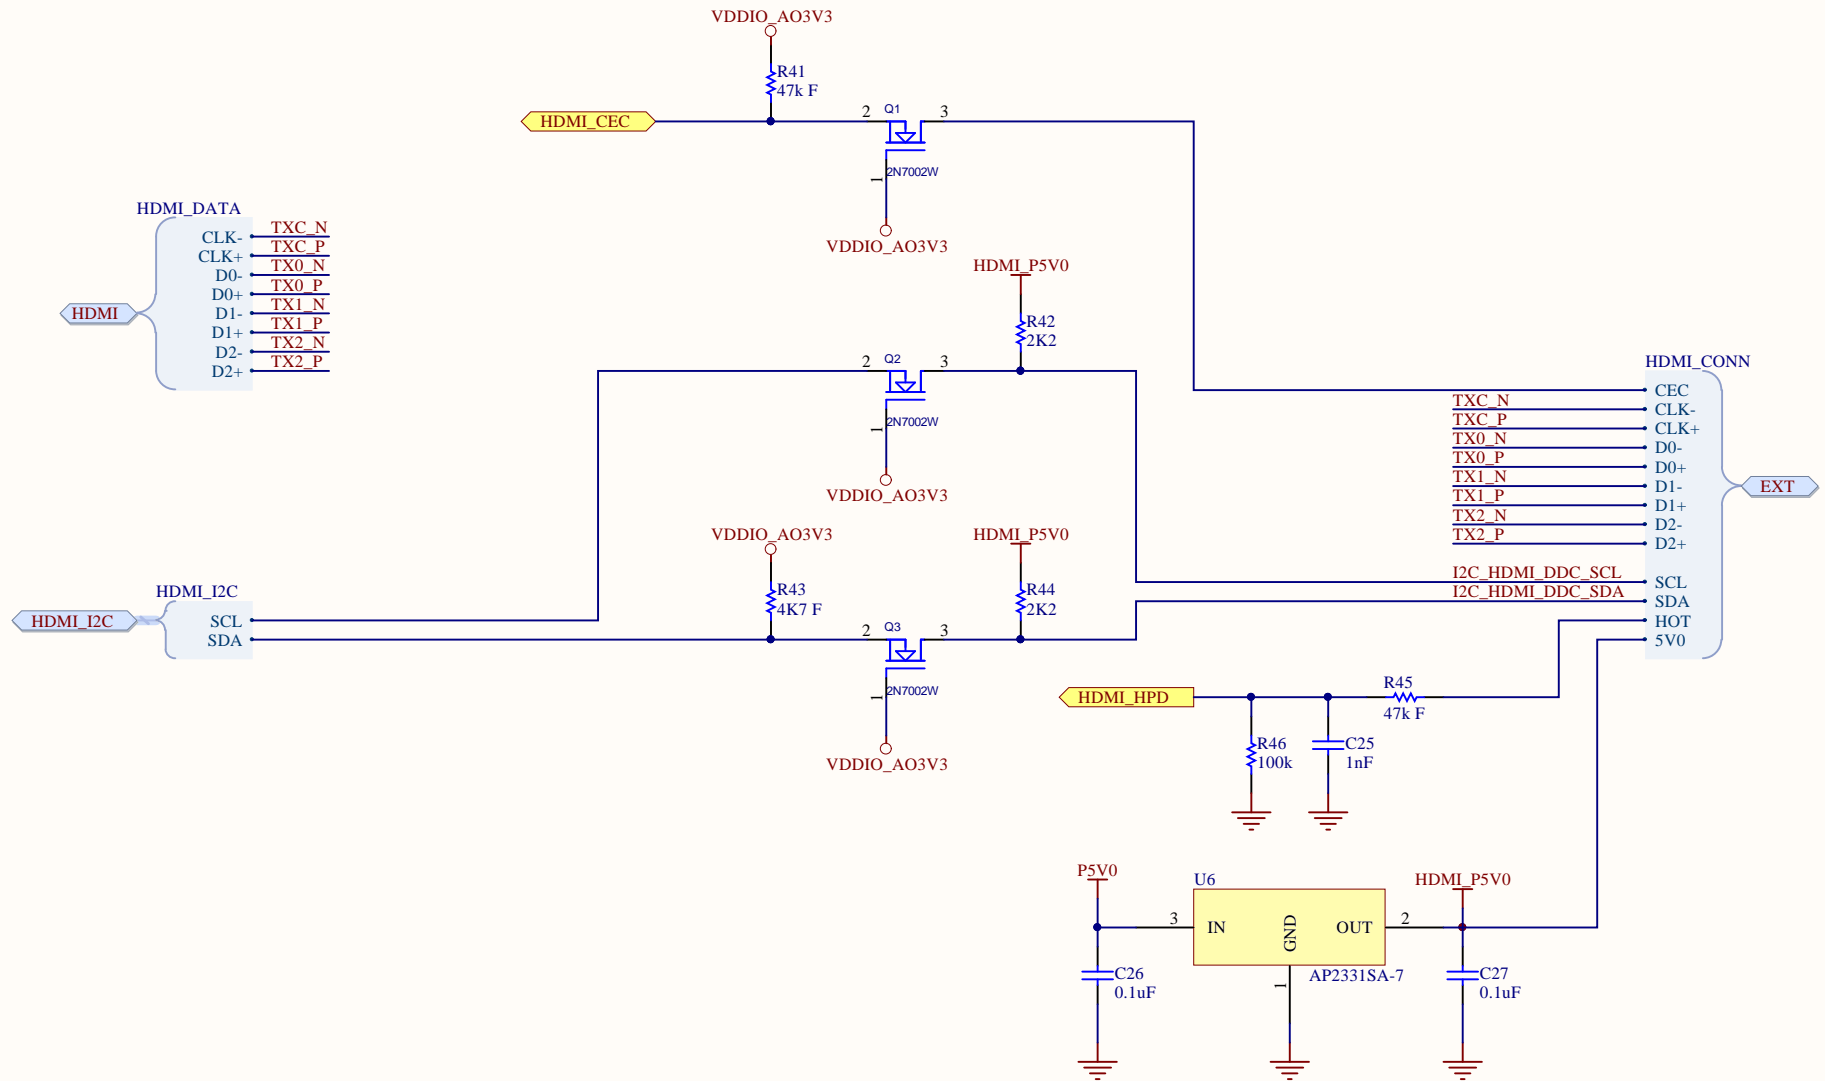 VDDIO_AO3V3
R41
47k F
HDMI_CEC
2
Q1
3
2N7002W
1
VDDIO_AO3V3
HDMI_DATA
CLK- TXC_N
CLK+ TXC_P
D0- TX0_N
D0+ TX0_P
D1- TX1_N
D1+ TX1_P
D2- TX2_N
D2+ TX2_P
HDMI
HDMI_P5V0
R42
2K2
2
Q2
3
2N7002W
1
VDDIO_AO3V3
HDMI_CONN
CEC
TXC_N CLK-
TXC_P CLK+
TX0_N D0-
TX0_P D0+
TX1_N D1-
TX1_P D1+
TX2_N D2-
TX2_P D2+
I2C_HDMI_DDC_SCL SCL
I2C_HDMI_DDC_SDA SDA
HOT
5V0
EXT
VDDIO_AO3V3
R43
4K7 F
HDMI_P5V0
R44
2K2
HDMI_I2C
HDMI_I2C
SCL
SDA
2
Q3
3
2N7002W
1
VDDIO_AO3V3
HDMI_HPD
R45
47k F
R46
100k
C25
1nF
P5V0
U6
HDMI_P5V0
3
IN
GND
OUT
2
1
AP2331SA-7
C26
0.1uF
C27
0.1uF